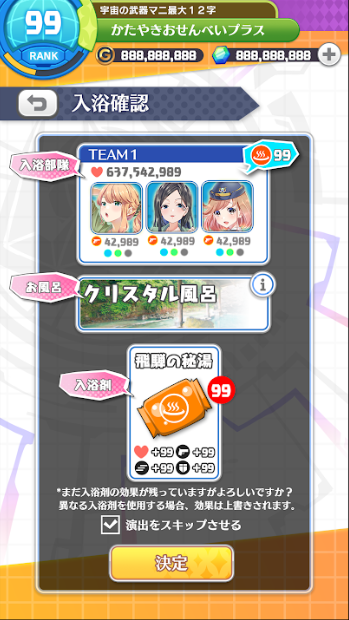 99
RANK
宇宙の武器マニ最大１２字
かたやきおせんべいプラス
G 888,888,888
888,888,888
入浴確認
入浴部隊
TEAM1
99
637,542,989
42,989
42,989
42,989
お風呂
クリスタル風呂
i
入浴剤
飛騨の秘湯
99
+99
+99
+99
+99
*まだ入浴剤の効果が残っていますがよろしいですか？
異なる入浴剤を使用する場合、効果は上書きされます。
演出をスキップさせる
決定